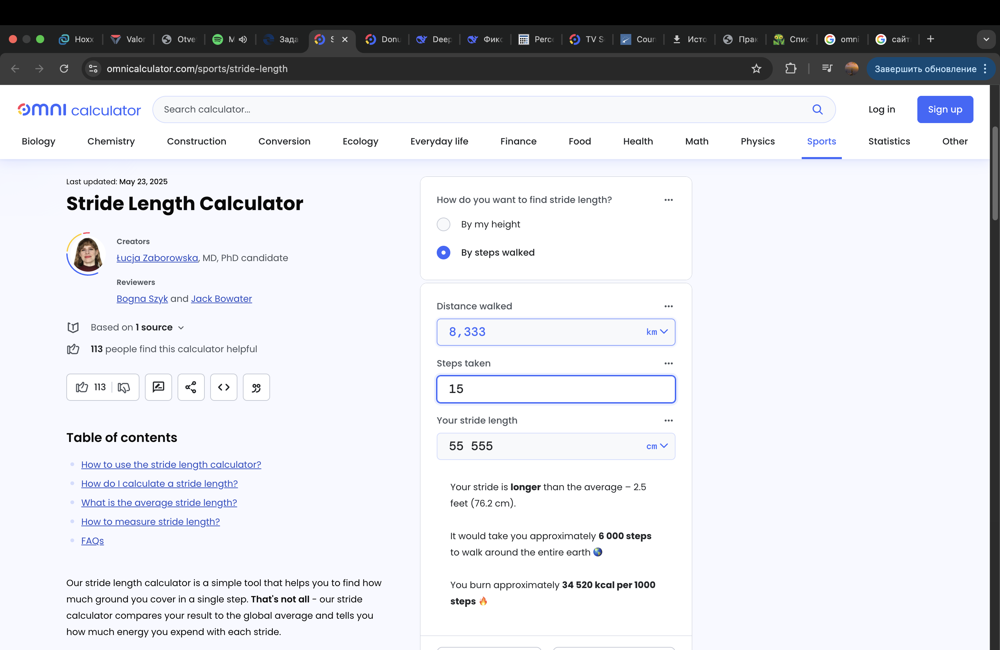 Hoxx
Valor
Otve
M
Зада
S
Donu
Deep
Фикс
Perce
TV S
Coun
Исто
Прак
Спис
omni
сайт
omnicalculator.com/sports/stride-length
Завершить обновление
omni calculator
Search calculator...
Log in
Sign up
Biology Chemistry Construction Conversion Ecology Everyday life Finance Food Health Math Physics Sports Statistics Other
Last updated: May 23, 2025
Stride Length Calculator
Creators
Łucja Zaborowska, MD, PhD candidate
Reviewers
Bogna Szyk and Jack Bowater
Based on 1 source
113 people find this calculator helpful
113
Table of contents
How to use the stride length calculator?
How do I calculate a stride length?
What is the average stride length?
How to measure stride length?
FAQs
Our stride length calculator is a simple tool that helps you to find how
much ground you cover in a single step. That's not all - our stride
calculator compares your result to the global average and tells you
how much energy you expend with each stride.
How do you want to find stride length?
By my height
By steps walked
Distance walked
8,333 km
Steps taken
15
Your stride length
55 555 cm
Your stride is longer than the average – 2.5
feet (76.2 cm).
It would take you approximately 6 000 steps
to walk around the entire earth 🌎
You burn approximately 34 520 kcal per 1000
steps 🔥